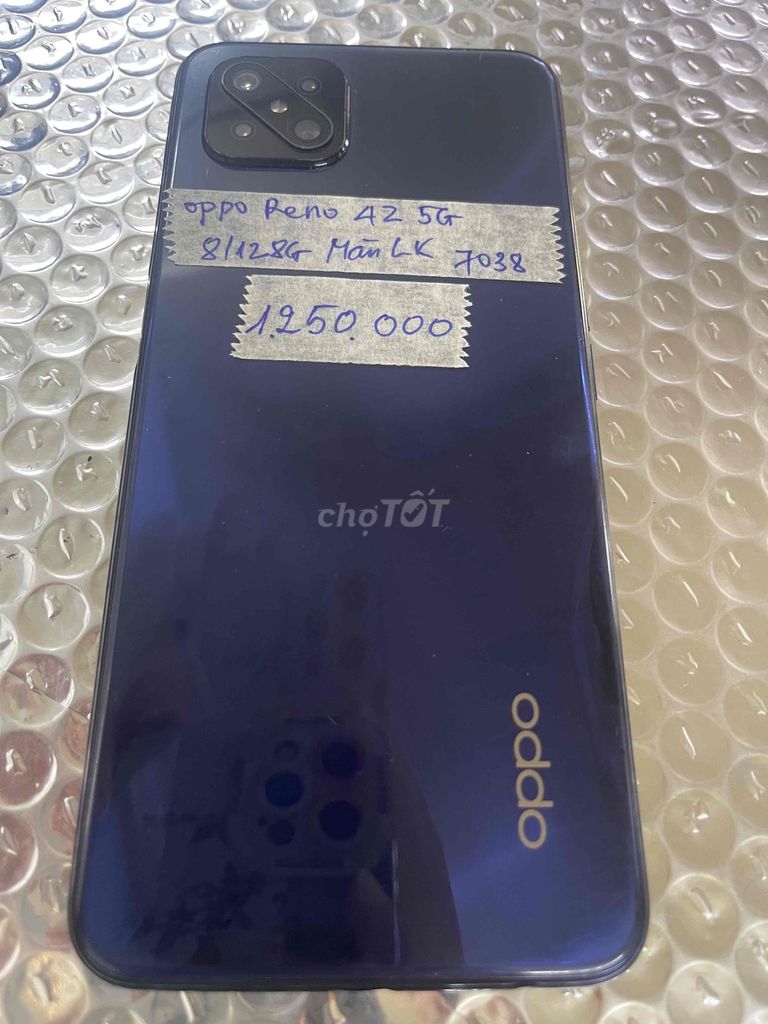 oppo Reno 4Z 5G
8/128G Màn LK 7038
1.250.000
chợTỐT
oppo